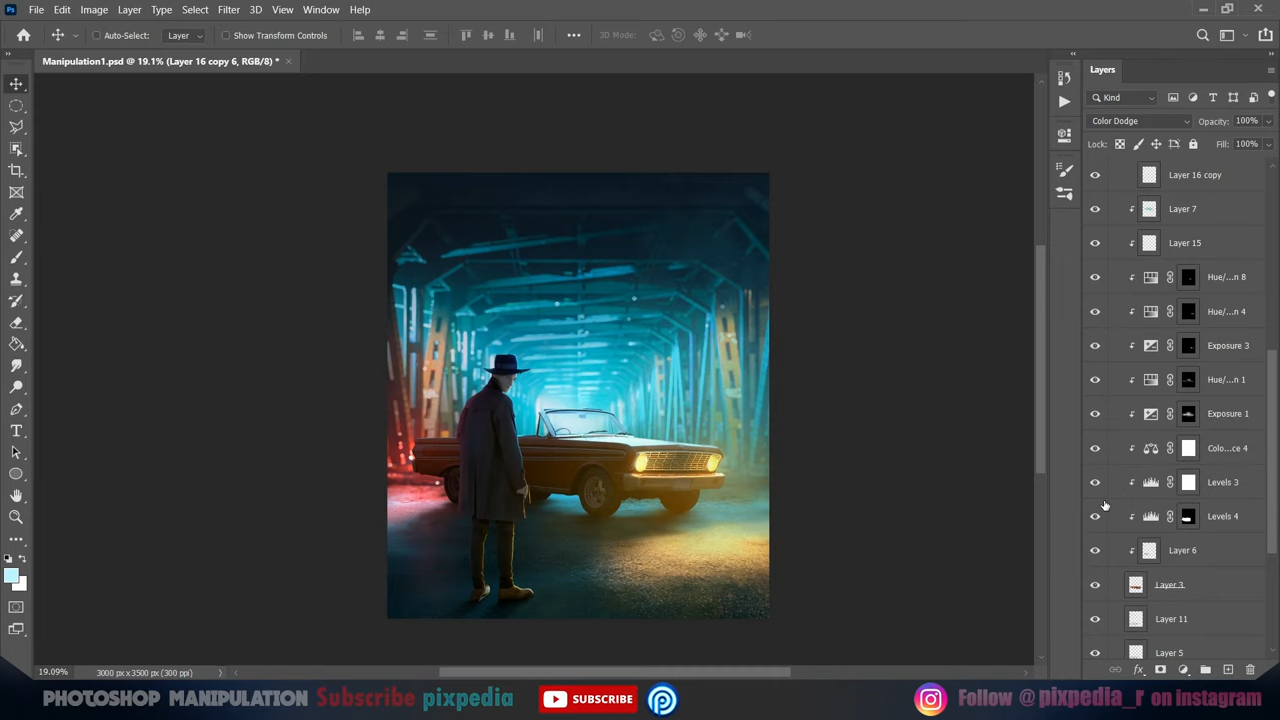 Ps File Edit Image Layer Type Select Filter 3D View Window Help
Auto-Select: Layer Show Transform Controls 3D Mode:
Manipulation1.psd @ 19.1% (Layer 16 copy 6, RGB/8) *
Layers
Kind
Color Dodge Opacity: 100%
Lock: Fill: 100%
Layer 16 copy
Layer 7
Layer 15
Hue/...n 8
Hue/...n 4
Exposure 3
Hue/...n 1
Exposure 1
Colo...ce 4
Levels 3
Levels 4
Layer 6
Layer 3
Layer 11
Layer 5
19.09% 3000 px x 3500 px (300 ppi)
PHOTOSHOP MANIPULATION Subscribe pixpedia SUBSCRIBE Follow @pixpedia_r on instagram